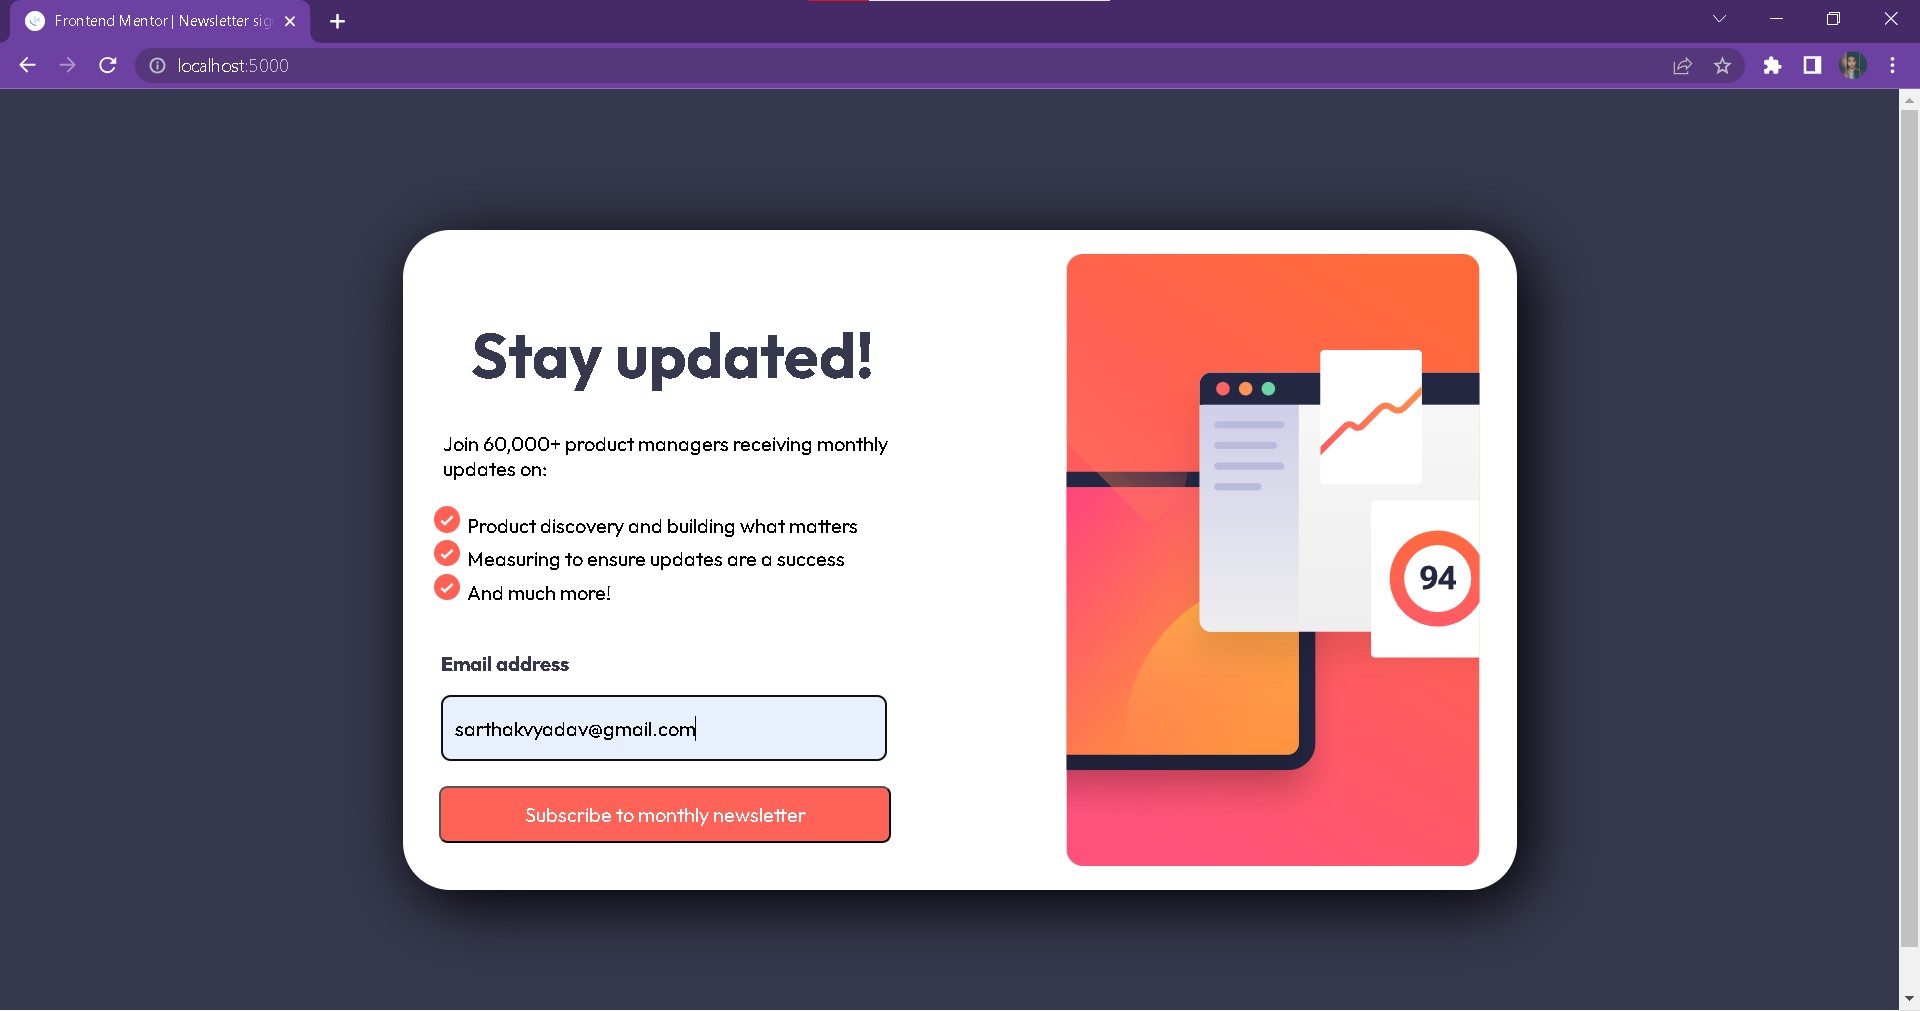 Frontend Mentor | Newsletter sig
localhost:5000
Stay updated!
Join 60,000+ product managers receiving monthly
updates on:
Product discovery and building what matters
Measuring to ensure updates are a success
And much more!
Email address
sarthakvyadav@gmail.com
Subscribe to monthly newsletter
94